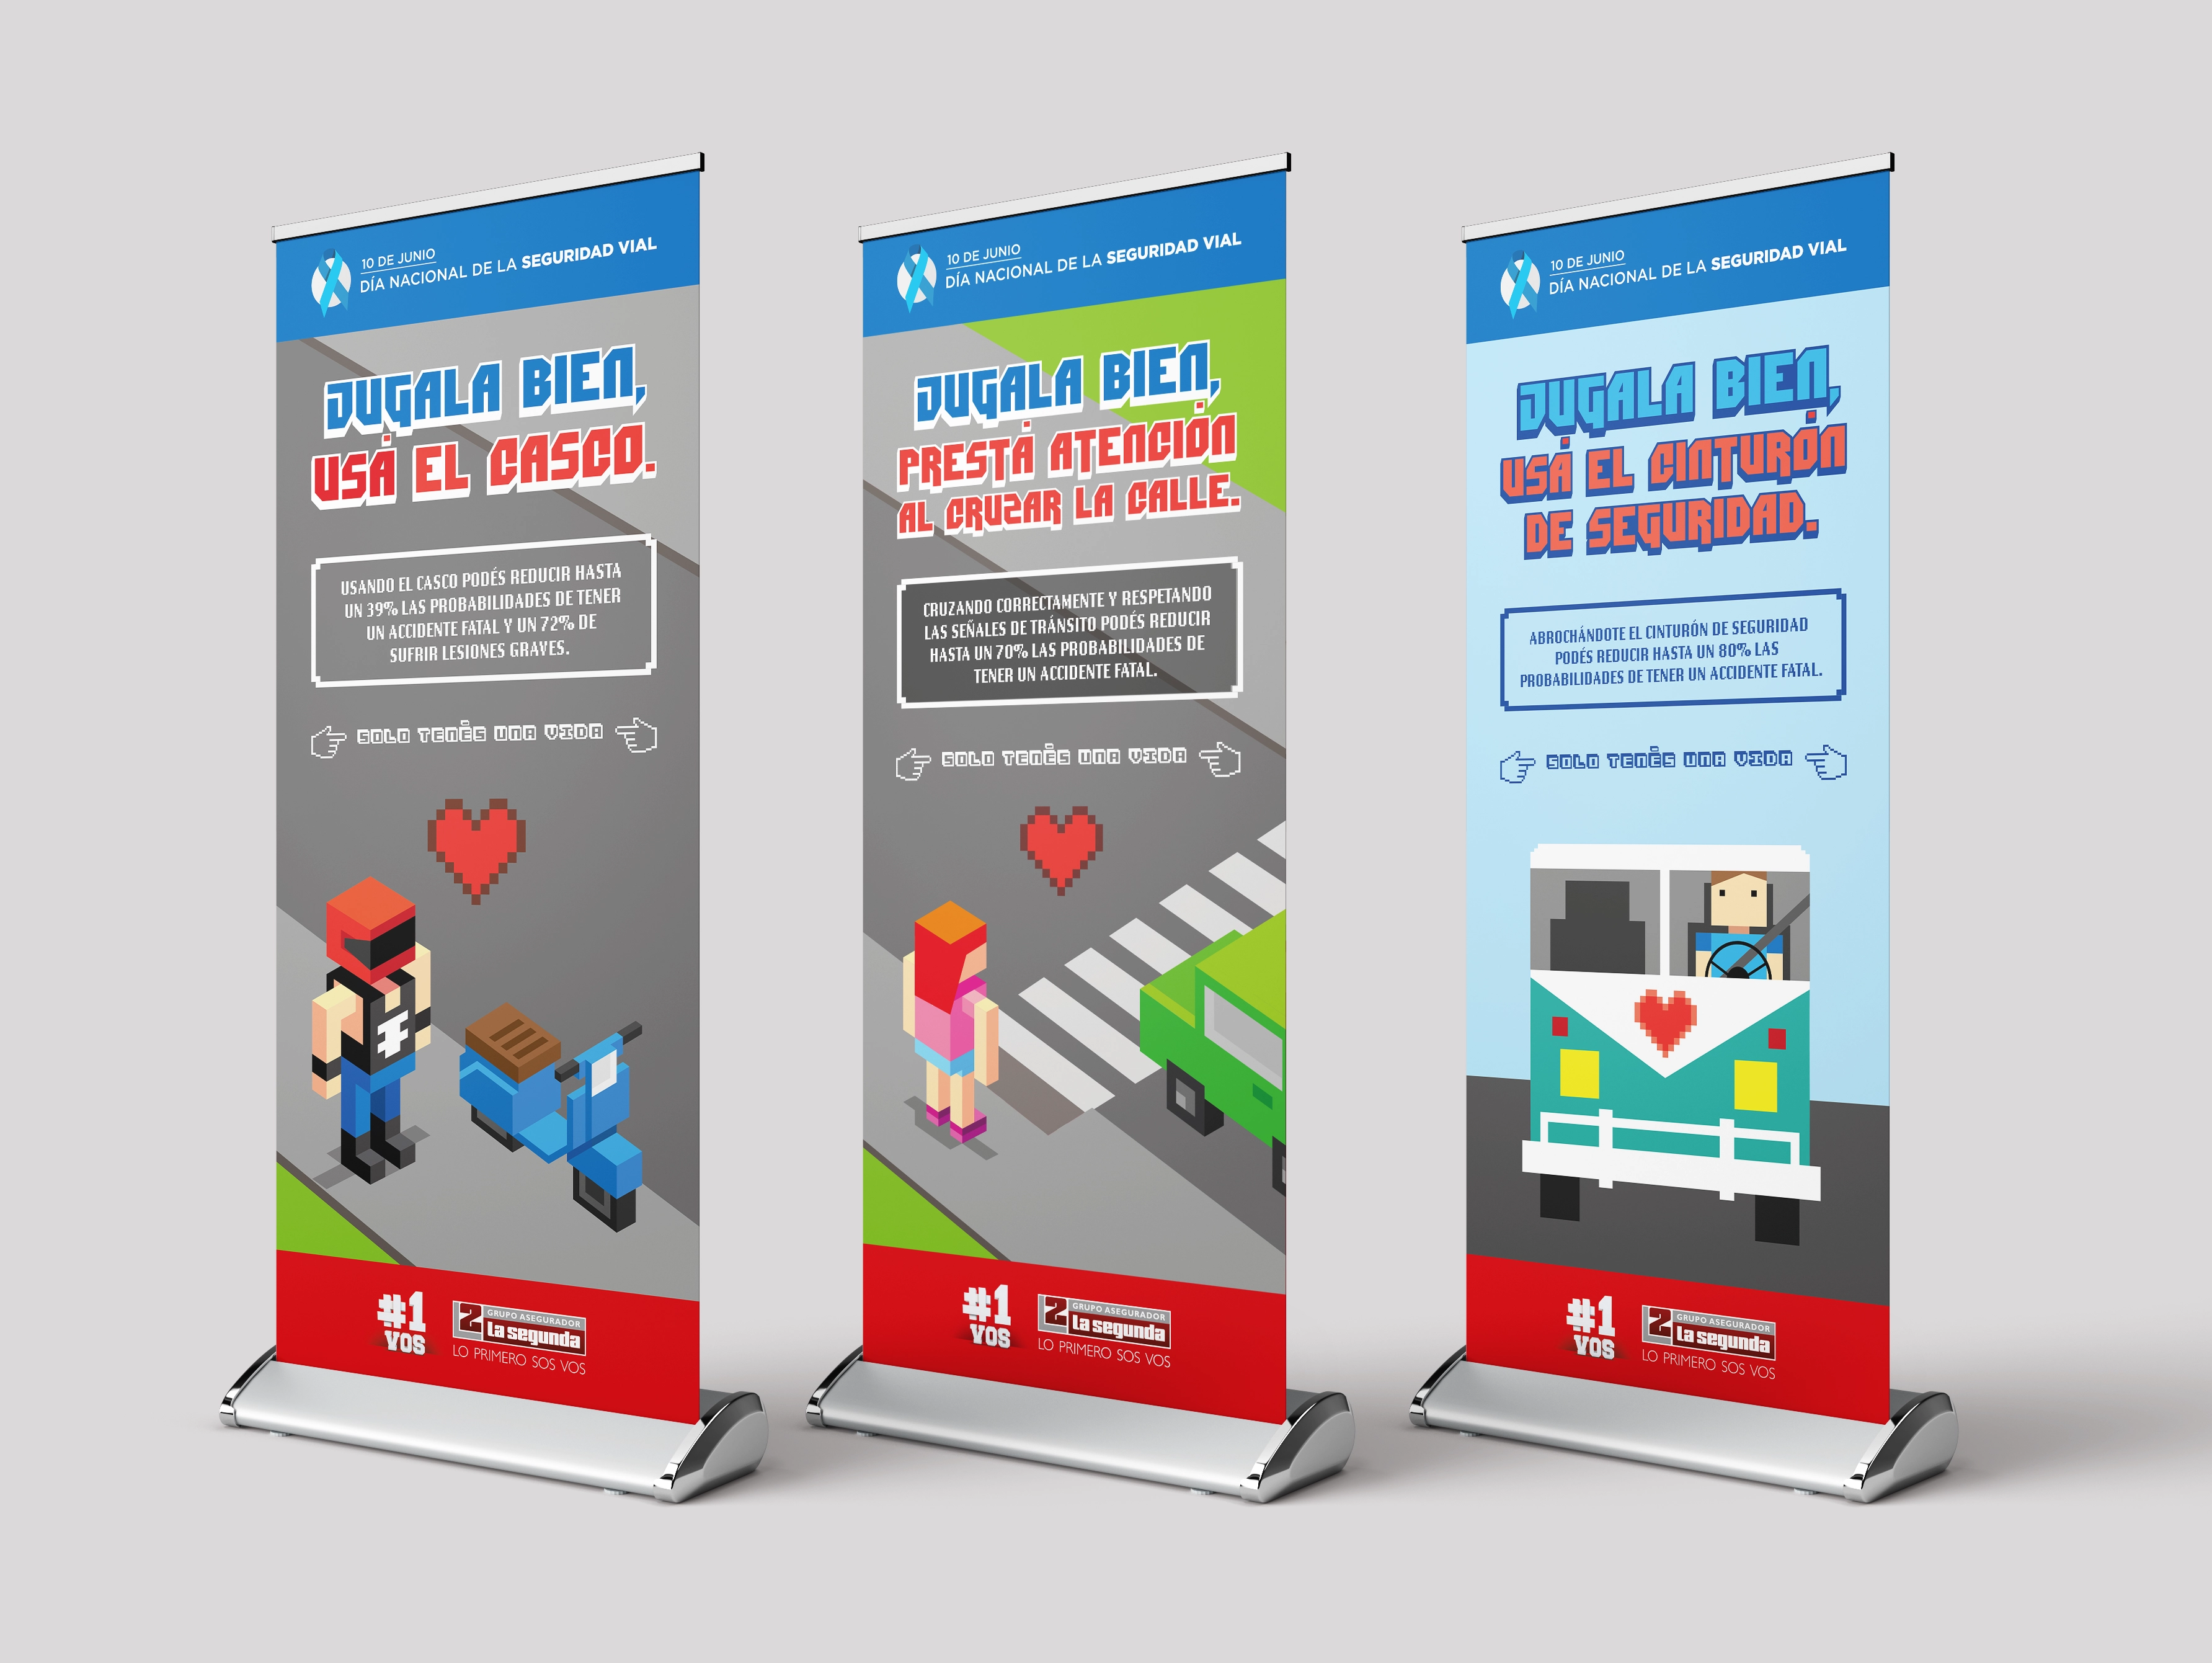 10 DE JUNIO
DÍA NACIONAL DE LA SEGURIDAD VIAL
JUGALA BIEN,
USÁ EL CASCO.
USANDO EL CASCO PODÉS REDUCIR HASTA
UN 39% LAS PROBABILIDADES DE TENER
UN ACCIDENTE FATAL Y UN 72% DE
SUFRIR LESIONES GRAVES.
SOLO TENÉS UNA VIDA
#1
VOS
2
GRUPO ASEGURADOR
La segunda
LO PRIMERO SOS VOS
10 DE JUNIO
DÍA NACIONAL DE LA SEGURIDAD VIAL
JUGALA BIEN,
PRESTÁ ATENCIÓN
AL CRUZAR LA CALLE.
CRUZANDO CORRECTAMENTE Y RESPETANDO
LAS SEÑALES DE TRÁNSITO PODÉS REDUCIR
HASTA UN 70% LAS PROBABILIDADES DE
TENER UN ACCIDENTE FATAL.
SOLO TENÉS UNA VIDA
#1
VOS
2
GRUPO ASEGURADOR
La segunda
LO PRIMERO SOS VOS
10 DE JUNIO
DÍA NACIONAL DE LA SEGURIDAD VIAL
JUGALA BIEN,
USÁ EL CINTURÓN
DE SEGURIDAD.
ABROCHÁNDOTE EL CINTURÓN DE SEGURIDAD
PODÉS REDUCIR HASTA UN 80% LAS
PROBABILIDADES DE TENER UN ACCIDENTE FATAL.
SOLO TENÉS UNA VIDA
#1
VOS
2
GRUPO ASEGURADOR
La segunda
LO PRIMERO SOS VOS